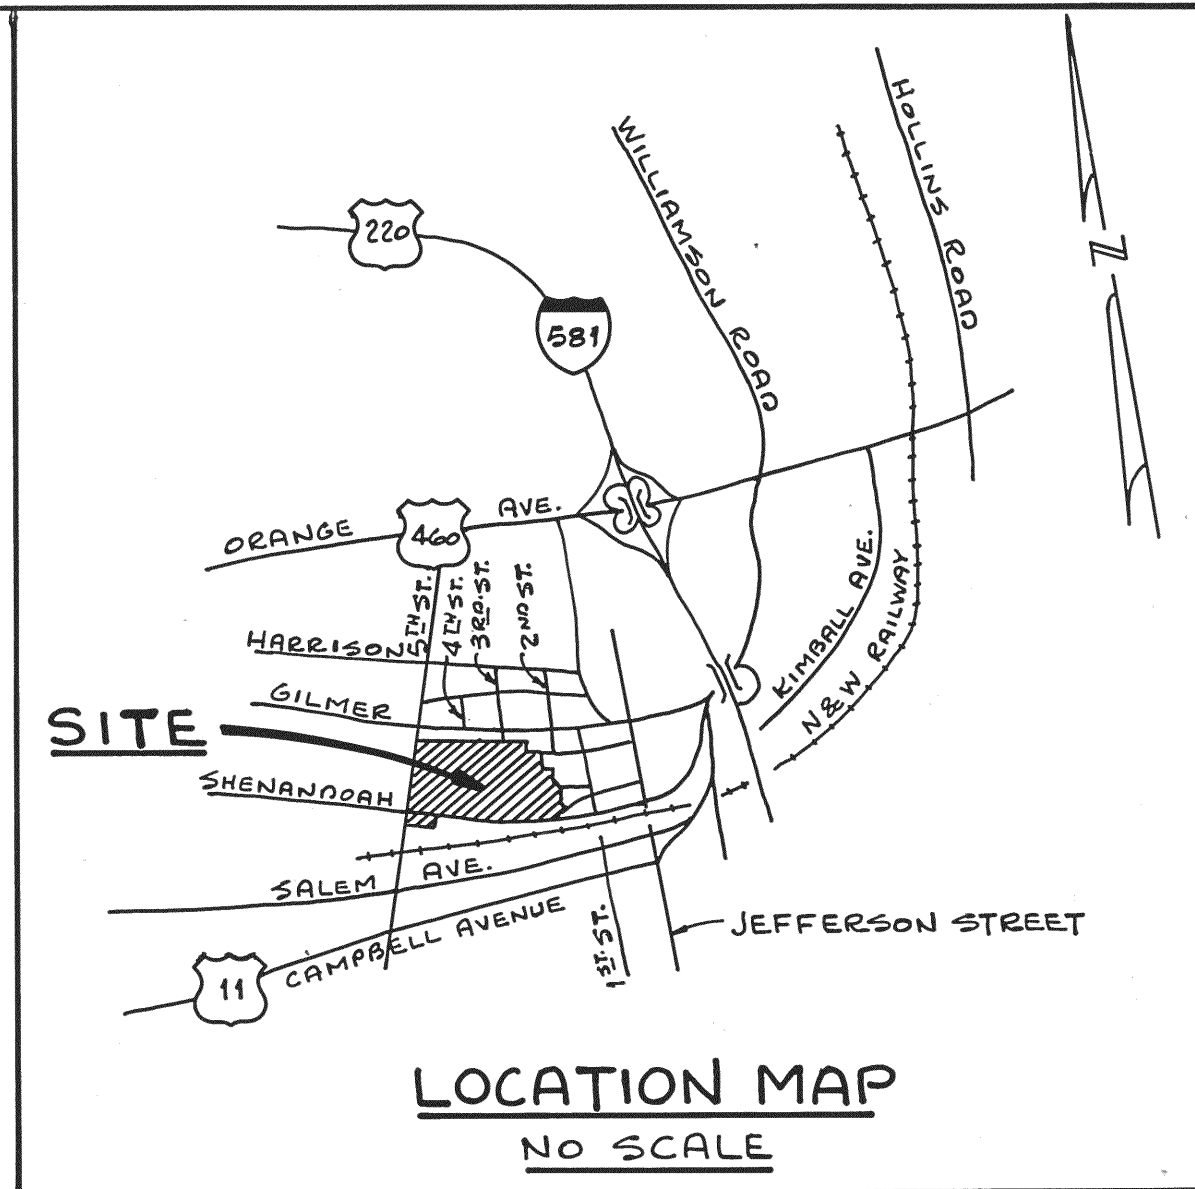 HOLLINS ROAD
WILLIAMSON ROAD
220
N
581
ORANGE AVE.
460
5TH ST.
4TH ST.
3RD. ST.
2ND ST.
HARRISON
GILMER
KIMBALL AVE.
N&W RAILWAY
SITE
SHENANDOAH
SALEM AVE.
CAMPBELL AVENUE
11
1ST. ST.
JEFFERSON STREET
LOCATION MAP
NO SCALE